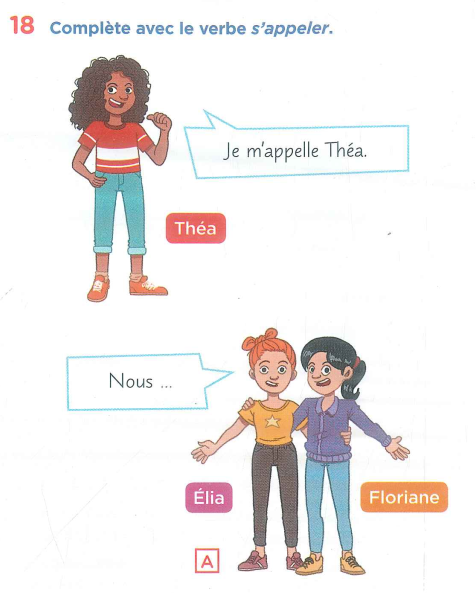 18 Complète avec le verbe s'appeler.
Je m'appelle Théa.
Théa
Nous ...
Élia
Floriane
A